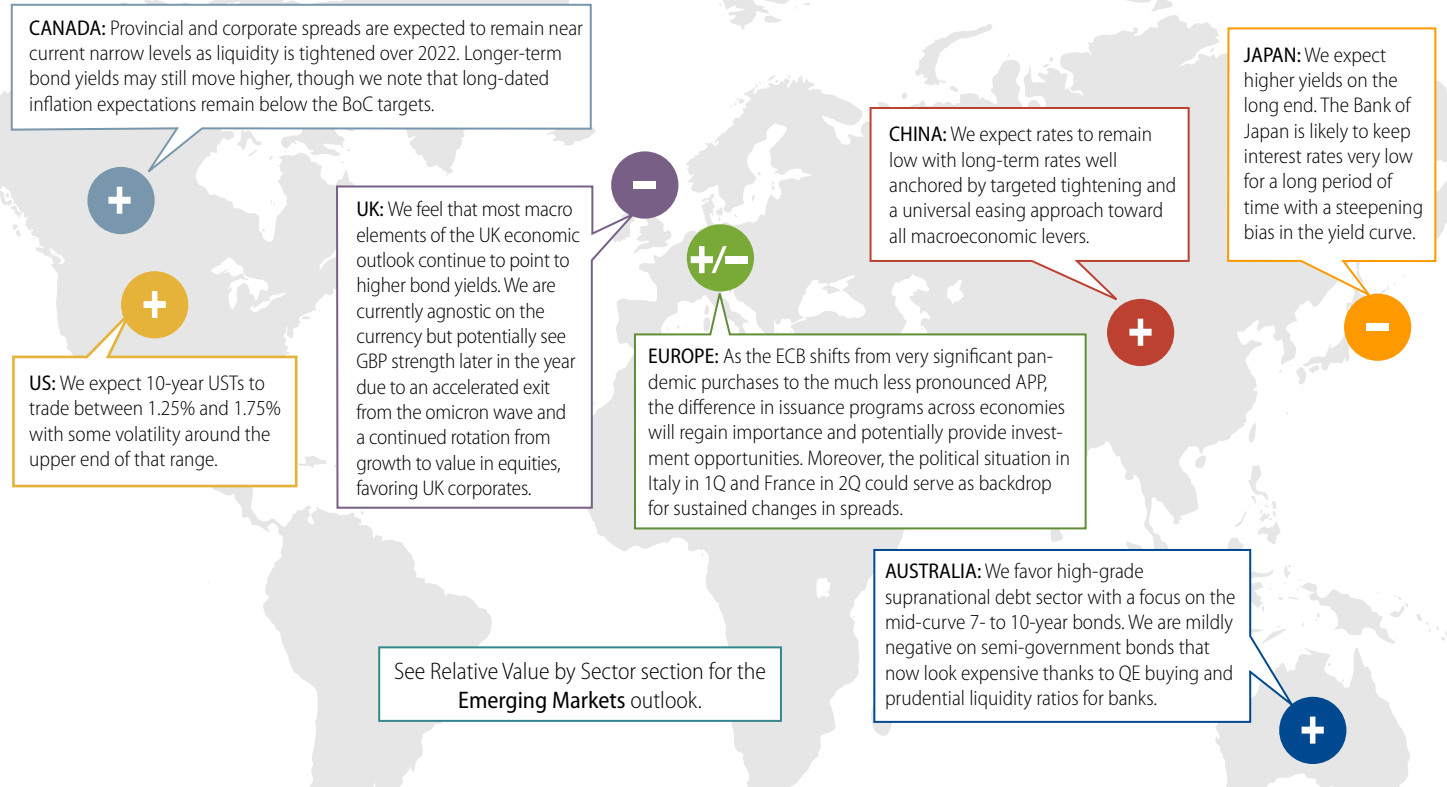 CANADA: Provincial and corporate spreads are expected to remain near
current narrow levels as liquidity is tightened over 2022. Longer-term
bond yields may still move higher, though we note that long-dated
inflation expectations remain below the BoC targets.
+
US: We expect 10-year USTs to
trade between 1.25% and 1.75%
with some volatility around the
upper end of that range.
+
UK: We feel that most macro
elements of the UK economic
outlook continue to point to
higher bond yields. We are
currently agnostic on the
currency but potentially see
GBP strength later in the year
due to an accelerated exit
from the omicron wave and
a continued rotation from
growth to value in equities,
favoring UK corporates.
–
+/–
EUROPE: As the ECB shifts from very significant pan-
demic purchases to the much less pronounced APP,
the difference in issuance programs across economies
will regain importance and potentially provide invest-
ment opportunities. Moreover, the political situation in
Italy in 1Q and France in 2Q could serve as backdrop
for sustained changes in spreads.
CHINA: We expect rates to remain
low with long-term rates well
anchored by targeted tightening and
a universal easing approach toward
all macroeconomic levers.
+
JAPAN: We expect
higher yields on the
long end. The Bank of
Japan is likely to keep
interest rates very low
for a long period of
time with a steepening
bias in the yield curve.
–
AUSTRALIA: We favor high-grade
supranational debt sector with a focus on the
mid-curve 7- to 10-year bonds. We are mildly
negative on semi-government bonds that
now look expensive thanks to QE buying and
prudential liquidity ratios for banks.
+
See Relative Value by Sector section for the
Emerging Markets outlook.